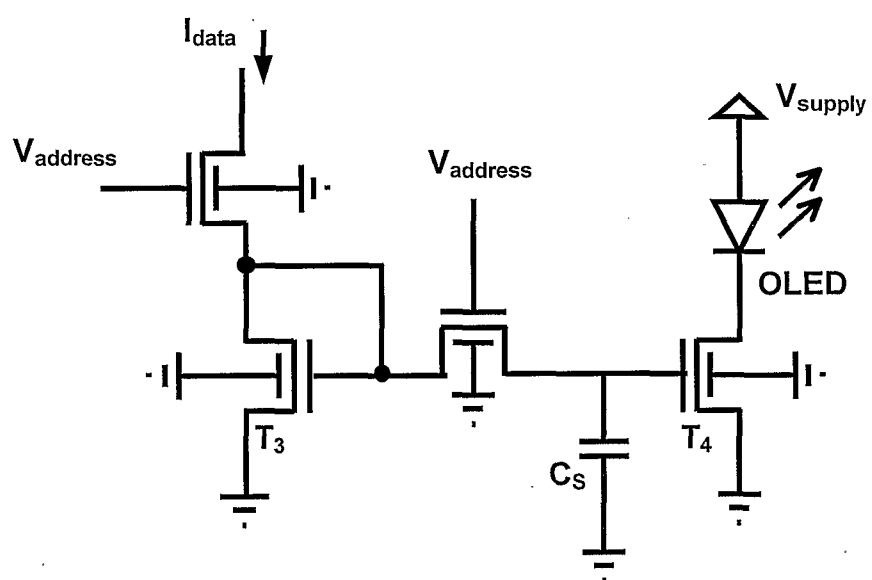 I_data
V_address
V_supply
V_address
OLED
T_3
T_4
C_S